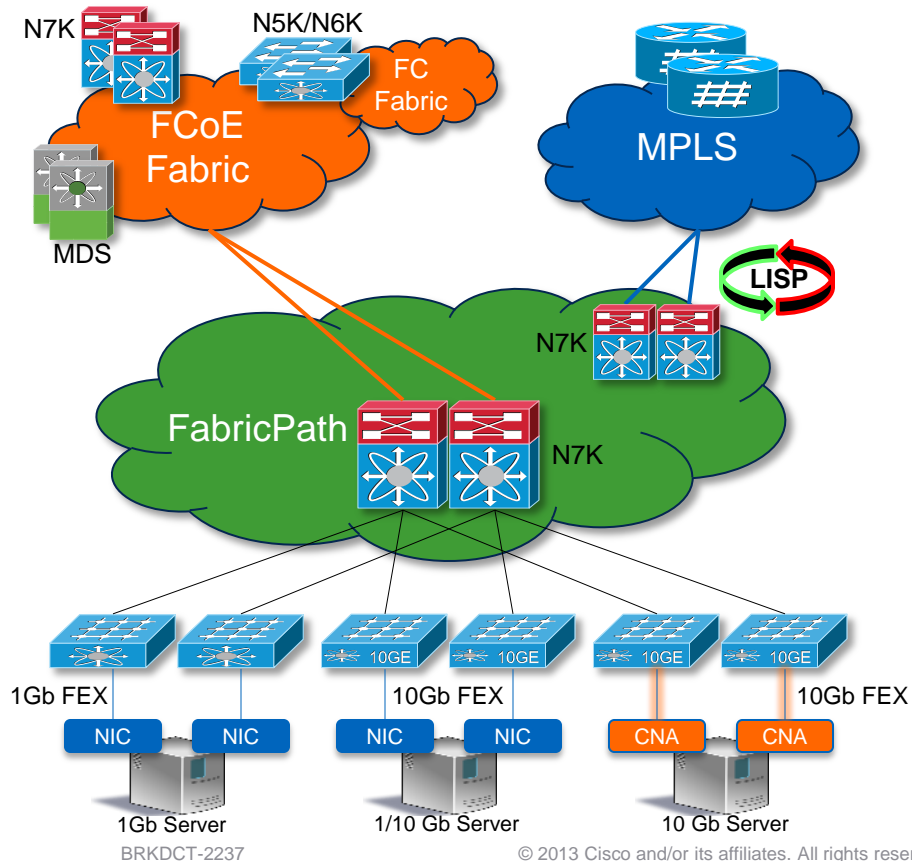 N7K
N5K/N6K
FC
Fabric
FCoE
Fabric
MPLS
MDS
LISP
N7K
FabricPath
N7K
10GE
10GE
10GE
10GE
1Gb FEX
10Gb FEX
10Gb FEX
NIC
NIC
NIC
NIC
CNA
CNA
1Gb Server
1/10 Gb Server
10 Gb Server
BRKDCT-2237
© 2013 Cisco and/or its affiliates. All rights reser